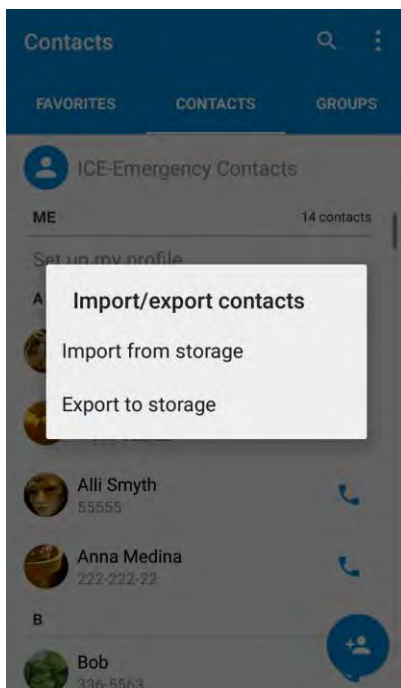 Contacts
FAVORITES CONTACTS GROUPS
ICE-Emergency Contacts
ME 14 contacts
Set up my profile
A
Import/export contacts
Import from storage
Export to storage
Alli Smyth
55555
Anna Medina
222-222-22
B
Bob
336-5563